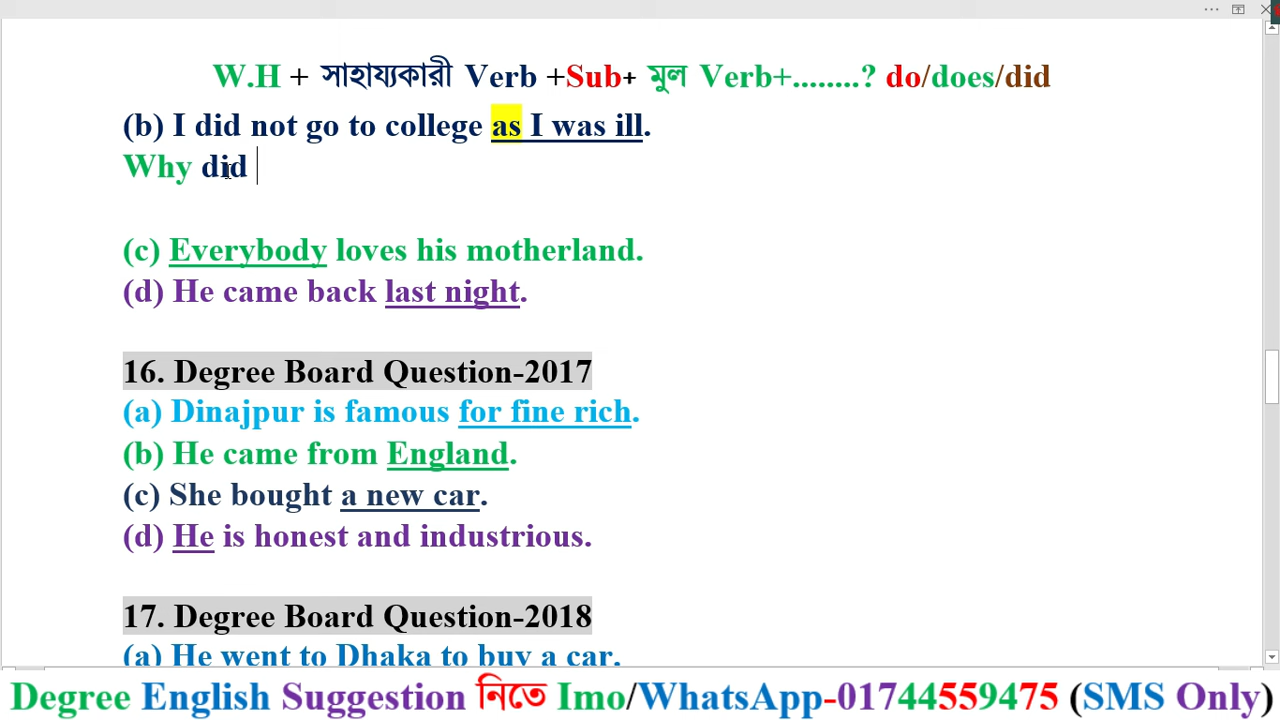 W.H + সাহায্যকারী Verb +Sub+ মুল Verb+........? do/does/did
(b) I did not go to college as I was ill.
Why did
(c) Everybody loves his motherland.
(d) He came back last night.
16. Degree Board Question-2017
(a) Dinajpur is famous for fine rich.
(b) He came from England.
(c) She bought a new car.
(d) He is honest and industrious.
17. Degree Board Question-2018
(a) He went to Dhaka to buy a car.
Degree English Suggestion নিতে Imo/WhatsApp-01744559475 (SMS Only)